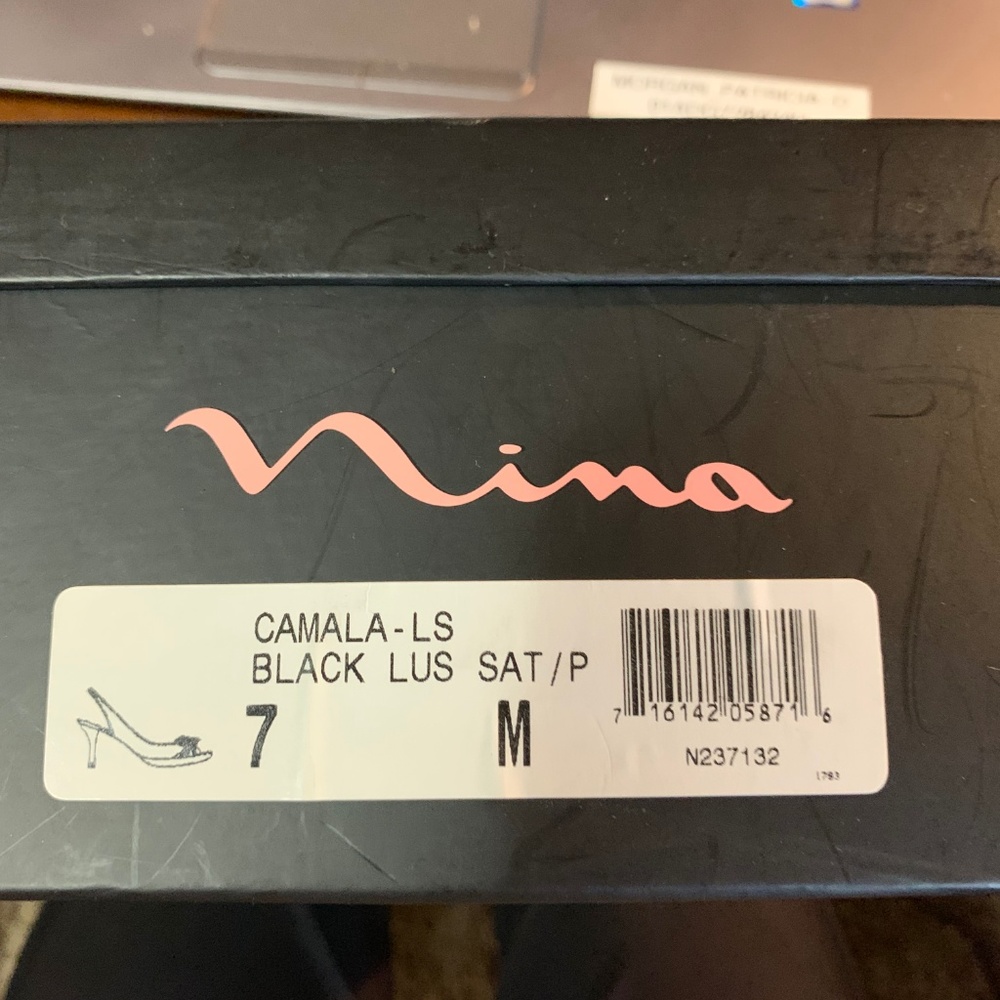 nina
CAMALA-LS
BLACK LUS SAT/P
7 M
7 16142 05871 6
N237132
1783